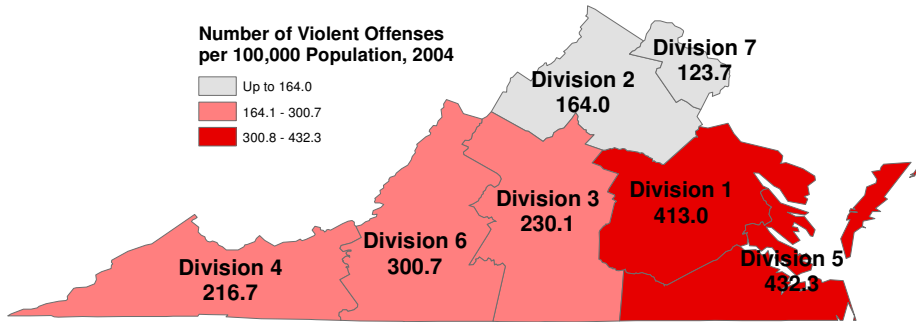 Number of Violent Offenses
per 100,000 Population, 2004
Up to 164.0
164.1 - 300.7
300.8 - 432.3
Division 7
123.7
Division 2
164.0
Division 1
413.0
Division 3
230.1
Division 6
300.7
Division 4
216.7
Division 5
432.3